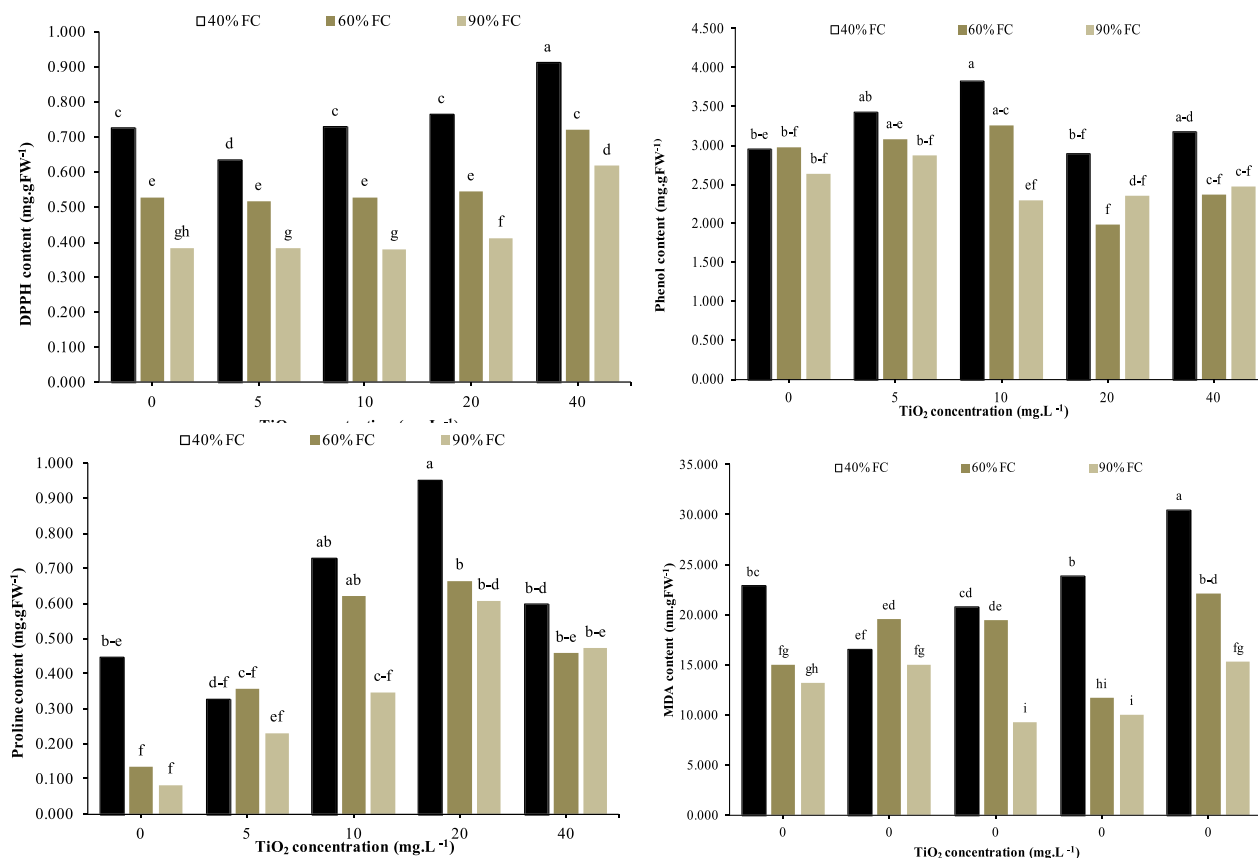 40% FC 60% FC 90% FC
1.000
0.900
0.800
0.700
0.600
0.500
0.400
0.300
0.200
0.100
0.000
DPPH content (mg.gFW-1)
c e gh d e g c e g c e f a c d
0 5 10 20 40
40% FC 60% FC 90% FC
4.500
4.000
3.500
3.000
2.500
2.000
1.500
1.000
0.500
0.000
Phenol content (mg.gFW-1)
b-e b-f b-f ab a-e b-f a a-c ef b-f f d-f a-d c-f c-f
0 5 10 20 40
TiO2 concentration (mg.L-1)
40% FC 60% FC 90% FC
1.000
0.900
0.800
0.700
0.600
0.500
0.400
0.300
0.200
0.100
0.000
Proline content (mg.gFW-1)
b-e f f d-f c-f ef ab ab c-f a b b-d b-d b-e b-e
0 5 10 20 40
TiO2 concentration (mg.L-1)
40% FC 60% FC 90% FC
35.000
30.000
25.000
20.000
15.000
10.000
5.000
0.000
MDA content (nm.gFW-1)
bc fg gh ef ed fg cd de i b hi i a b-d fg
0 0 0 0 0
TiO2 concentration (mg.L-1)